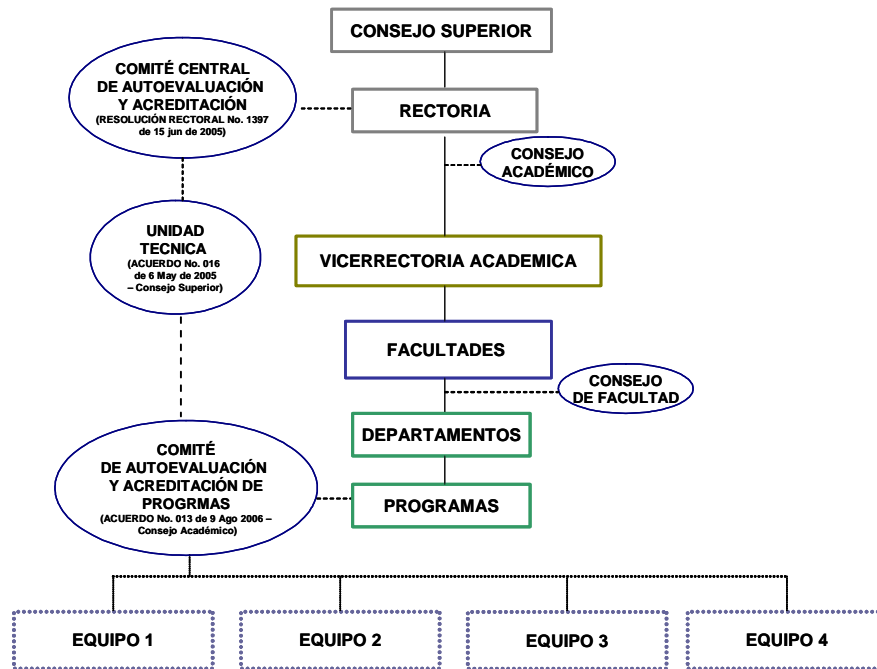 CONSEJO SUPERIOR
COMITÉ CENTRAL
DE AUTOEVALUACIÓN
Y ACREDITACIÓN
(RESOLUCIÓN RECTORAL No. 1397
de 15 jun de 2005)
RECTORIA
CONSEJO
ACADÉMICO
UNIDAD
TECNICA
(ACUERDO No. 016
de 6 May de 2005
– Consejo Superior)
VICERRECTORIA ACADEMICA
FACULTADES
CONSEJO
DE FACULTAD
DEPARTAMENTOS
COMITÉ
DE AUTOEVALUACIÓN
Y ACREDITACIÓN DE
PROGRMAS
(ACUERDO No. 013 de 9 Ago 2006 –
Consejo Académico)
PROGRAMAS
EQUIPO 1
EQUIPO 2
EQUIPO 3
EQUIPO 4